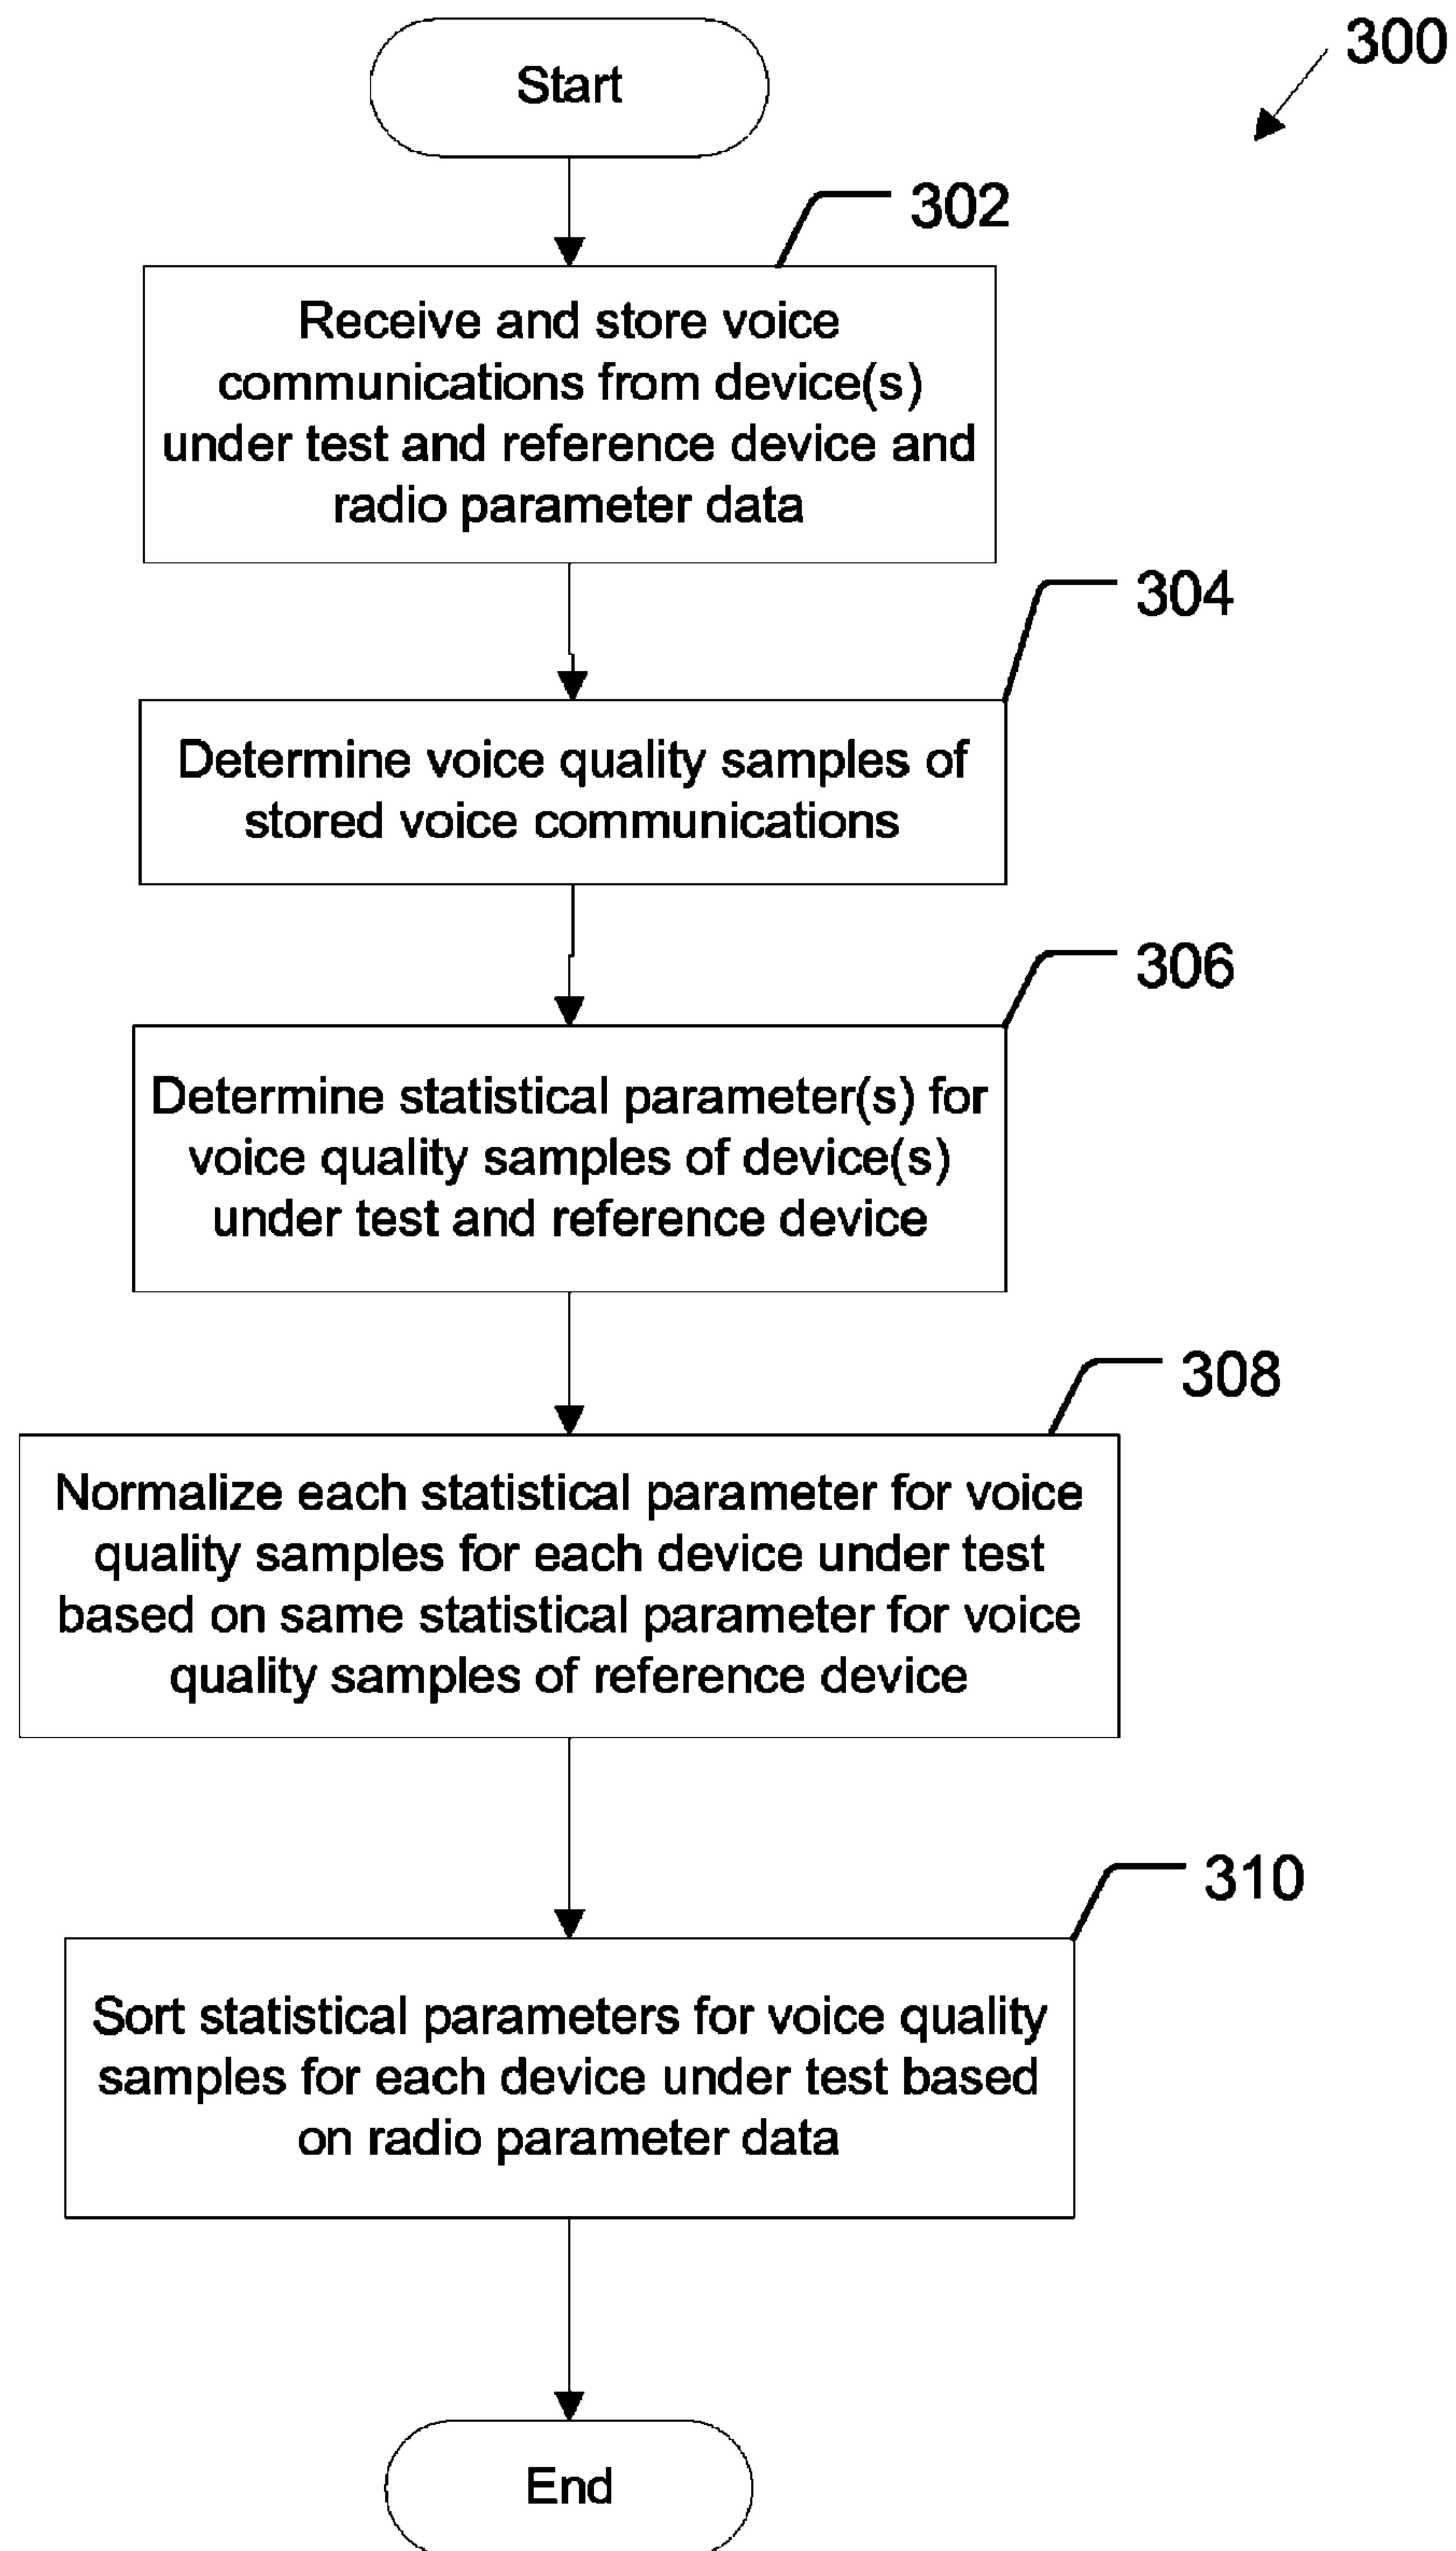 Start
300
302
Receive and store voice
communications from device(s)
under test and reference device and
radio parameter data
304
Determine voice quality samples of
stored voice communications
306
Determine statistical parameter(s) for
voice quality samples of device(s)
under test and reference device
308
Normalize each statistical parameter for voice
quality samples for each device under test
based on same statistical parameter for voice
quality samples of reference device
310
Sort statistical parameters for voice quality
samples for each device under test based
on radio parameter data
End